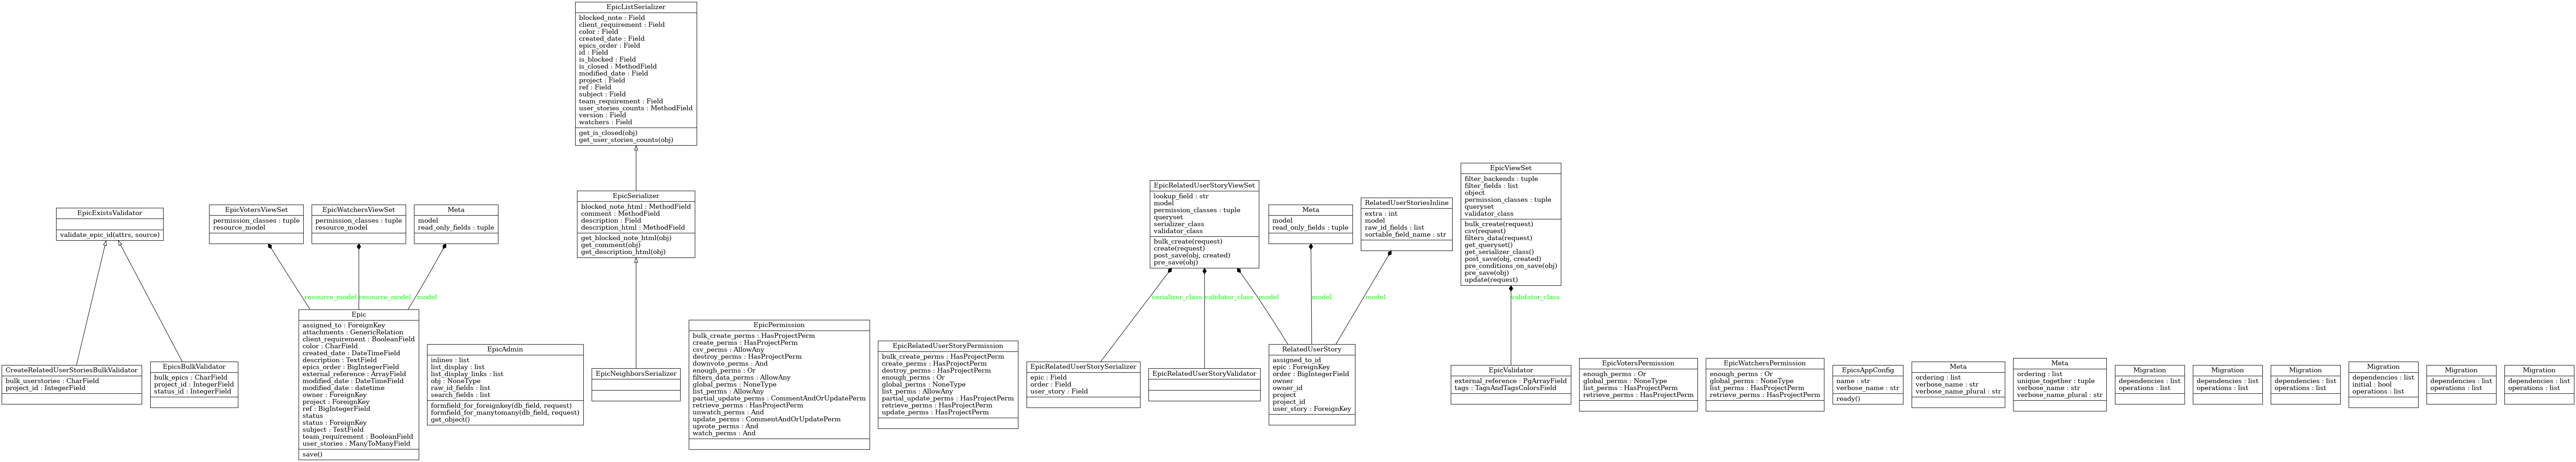 EpicListSerializer
blocked_note : Field
client_requirement : Field
color : Field
created_date : Field
epics_order : Field
id : Field
is_blocked : Field
is_closed : MethodField
modified_date : Field
project : Field
ref : Field
subject : Field
team_requirement : Field
user_stories_counts : MethodField
version : Field
watchers : Field
get_is_closed(obj)
get_user_stories_counts(obj)
EpicExistsValidator
validate_epic_id(attrs, source)
EpicVotersViewSet
permission_classes : tuple
resource_model
EpicWatchersViewSet
permission_classes : tuple
resource_model
Meta
model
read_only_fields : tuple
EpicSerializer
blocked_note_html : MethodField
comment : MethodField
description : Field
description_html : MethodField
get_blocked_note_html(obj)
get_comment(obj)
get_description_html(obj)
EpicRelatedUserStoryViewSet
lookup_field : str
model
permission_classes : tuple
queryset
serializer_class
validator_class
bulk_create(request)
create(request)
post_save(obj, created)
pre_save(obj)
Meta
model
read_only_fields : tuple
RelatedUserStoriesInline
extra : int
model
raw_id_fields : list
sortable_field_name : str
EpicViewSet
filter_backends : tuple
filter_fields : list
object
permission_classes : tuple
queryset
validator_class
bulk_create(request)
csv(request)
filters_data(request)
get_queryset()
get_serializer_class()
post_save(obj, created)
pre_conditions_on_save(obj)
pre_save(obj)
update(request)
resource_model
resource_model
model
serializer_class
validator_class
model
model
model
validator_class
CreateRelatedUserStoriesBulkValidator
bulk_userstories : CharField
project_id : IntegerField
EpicsBulkValidator
bulk_epics : CharField
project_id : IntegerField
status_id : IntegerField
Epic
assigned_to : ForeignKey
attachments : GenericRelation
client_requirement : BooleanField
color : CharField
created_date : DateTimeField
description : TextField
epics_order : BigIntegerField
external_reference : ArrayField
modified_date : DateTimeField
modified_date : datetime
owner : ForeignKey
project : ForeignKey
ref : BigIntegerField
status
status : ForeignKey
subject : TextField
team_requirement : BooleanField
user_stories : ManyToManyField
save()
EpicAdmin
inlines : list
list_display : list
list_display_links : list
obj : NoneType
raw_id_fields : list
search_fields : list
formfield_for_foreignkey(db_field, request)
formfield_for_manytomany(db_field, request)
get_object()
EpicNeighborsSerializer
EpicPermission
bulk_create_perms : HasProjectPerm
create_perms : HasProjectPerm
csv_perms : AllowAny
destroy_perms : HasProjectPerm
downvote_perms : And
enough_perms : Or
filters_data_perms : AllowAny
global_perms : NoneType
list_perms : AllowAny
partial_update_perms : CommentAndOrUpdatePerm
retrieve_perms : HasProjectPerm
unwatch_perms : And
update_perms : CommentAndOrUpdatePerm
upvote_perms : And
watch_perms : And
EpicRelatedUserStoryPermission
bulk_create_perms : HasProjectPerm
create_perms : HasProjectPerm
destroy_perms : HasProjectPerm
enough_perms : Or
global_perms : NoneType
list_perms : AllowAny
partial_update_perms : HasProjectPerm
retrieve_perms : HasProjectPerm
update_perms : HasProjectPerm
EpicRelatedUserStorySerializer
epic : Field
order : Field
user_story : Field
EpicRelatedUserStoryValidator
RelatedUserStory
assigned_to_id
epic : ForeignKey
order : BigIntegerField
owner
owner_id
project
project_id
user_story : ForeignKey
EpicValidator
external_reference : PgArrayField
tags : TagsAndTagsColorsField
EpicVotersPermission
enough_perms : Or
global_perms : NoneType
list_perms : HasProjectPerm
retrieve_perms : HasProjectPerm
EpicWatchersPermission
enough_perms : Or
global_perms : NoneType
list_perms : HasProjectPerm
retrieve_perms : HasProjectPerm
EpicsAppConfig
name : str
verbose_name : str
ready()
Meta
ordering : list
verbose_name : str
verbose_name_plural : str
Meta
ordering : list
unique_together : tuple
verbose_name : str
verbose_name_plural : str
Migration
dependencies : list
operations : list
Migration
dependencies : list
operations : list
Migration
dependencies : list
operations : list
Migration
dependencies : list
initial : bool
operations : list
Migration
dependencies : list
operations : list
Migration
dependencies : list
operations : list